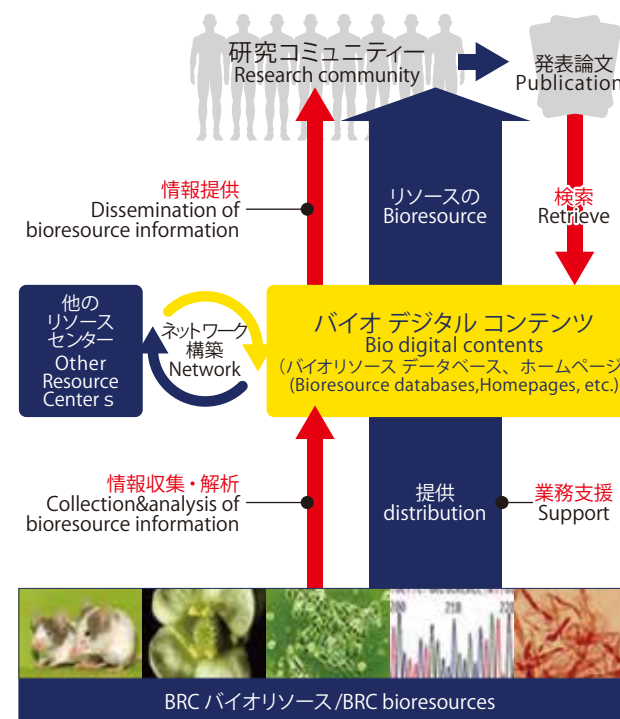 研究コミュニティー
Research community
発表論文
Publication
情報提供
Dissemination of
bioresource information
リソースの
Bioresource
検索
Retrieve
他の
リソース
センター
Other
Resource
Center s
ネットワーク
構築
Network
バイオ デジタル コンテンツ
Bio digital contents
(バイオリソース データベース、ホームページ
(Bioresource databases,Homepages, etc.)
情報収集・解析
Collection&analysis of
bioresource information
提供
distribution
業務支援
Support
200 210 220
BRC バイオリソース/BRC bioresources